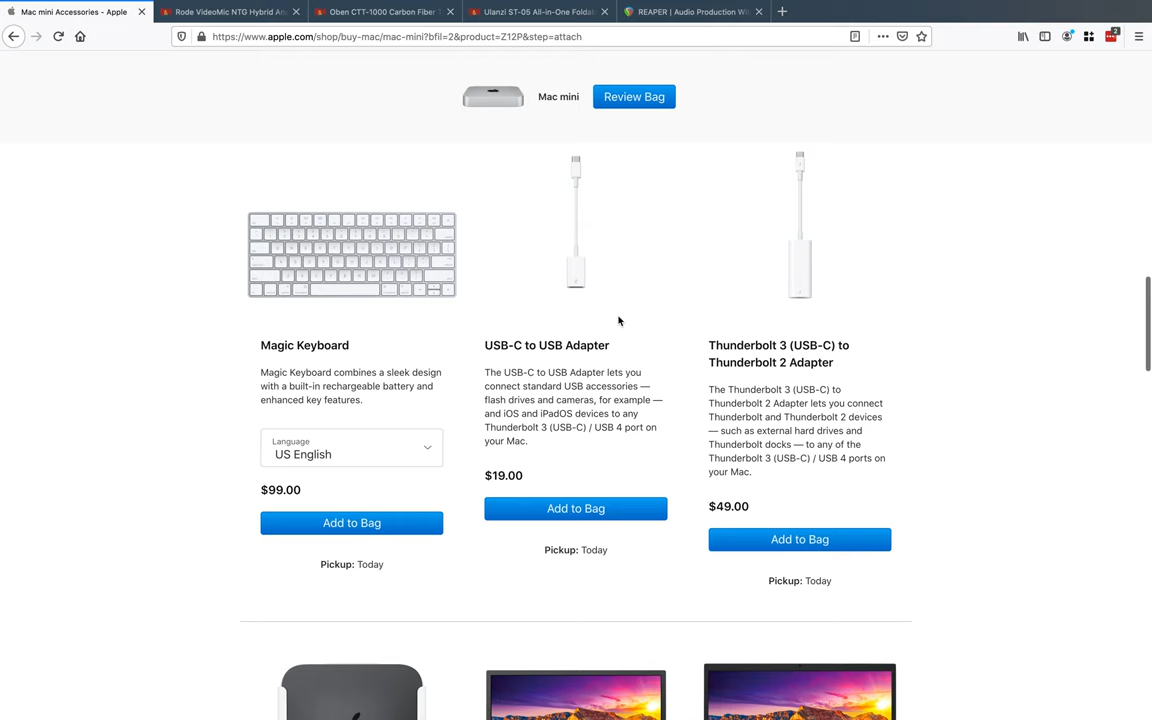 Mac mini Accessories - Apple
Rode VideoMic NTG Hybrid An
Oben CTT-1000 Carbon Fiber T
Ulanzi ST-05 All-in-One Foldab
REAPER | Audio Production Wi
https://www.apple.com/shop/buy-mac/mac-mini?bfil=2&product=Z12P&step=attach
2
Mac mini
Review Bag
Magic Keyboard
Magic Keyboard combines a sleek design
with a built-in rechargeable battery and
enhanced key features.
Language
US English
$99.00
Add to Bag
Pickup: Today
USB-C to USB Adapter
The USB-C to USB Adapter lets you
connect standard USB accessories —
flash drives and cameras, for example —
and iOS and iPadOS devices to any
Thunderbolt 3 (USB-C) / USB 4 port on
your Mac.
$19.00
Add to Bag
Pickup: Today
Thunderbolt 3 (USB-C) to
Thunderbolt 2 Adapter
The Thunderbolt 3 (USB-C) to
Thunderbolt 2 Adapter lets you connect
Thunderbolt and Thunderbolt 2 devices
— such as external hard drives and
Thunderbolt docks — to any of the
Thunderbolt 3 (USB-C) / USB 4 ports on
your Mac.
$49.00
Add to Bag
Pickup: Today